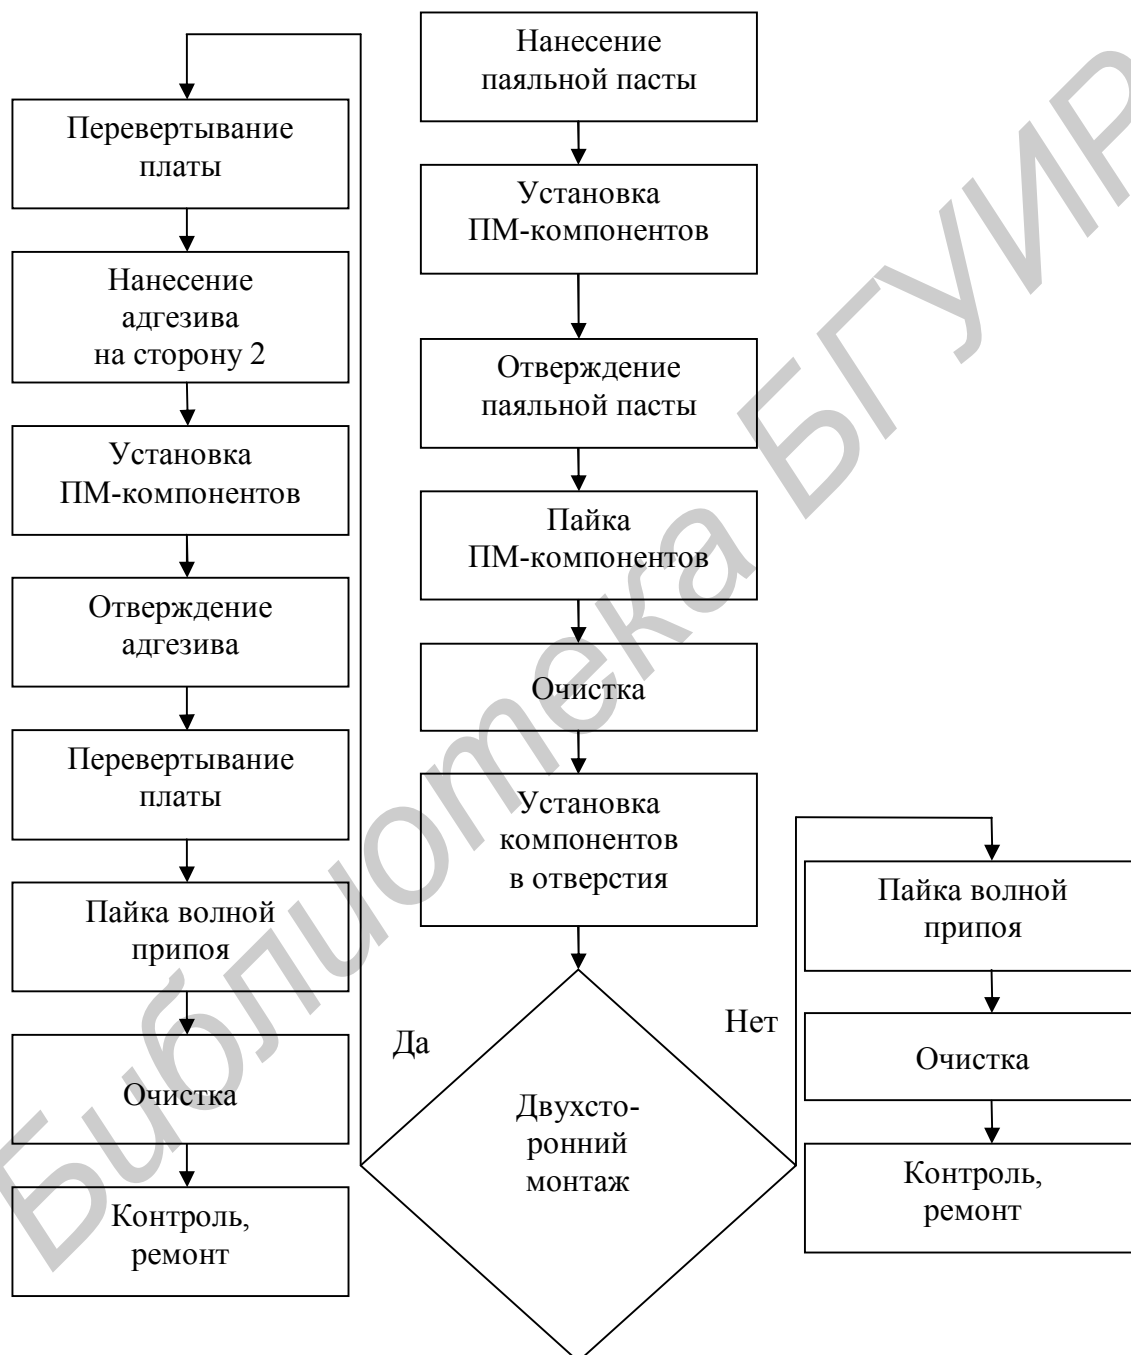 Нанесение
паяльной пасты
Установка
ПМ-компонентов
Отверждение
паяльной пасты
Пайка
ПМ-компонентов
Очистка
Установка
компонентов
в отверстия
Двухсто-
ронний
монтаж
Да
Перевертывание
платы
Нанесение
адгезива
на сторону 2
Установка
ПМ-компонентов
Отверждение
адгезива
Перевертывание
платы
Пайка волной
припоя
Очистка
Контроль,
ремонт
Нет
Пайка волной
припоя
Очистка
Контроль,
ремонт
Библиотека БГУИР